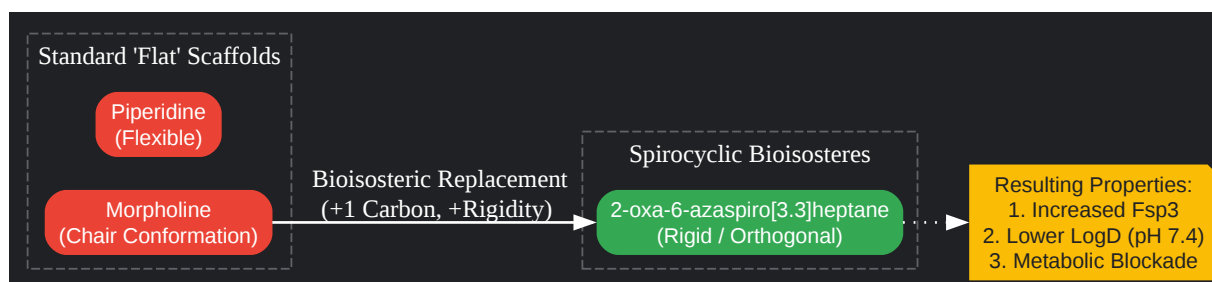 Standard 'Flat' Scaffolds
Piperidine
(Flexible)
Morpholine
(Chair Conformation)
Bioisosteric Replacement
(+1 Carbon, +Rigidity)
Spirocyclic Bioisosteres
2-oxa-6-azaspiro[3.3]heptane
(Rigid / Orthogonal)
Resulting Properties:
1. Increased Fsp3
2. Lower LogD (pH 7.4)
3. Metabolic Blockade